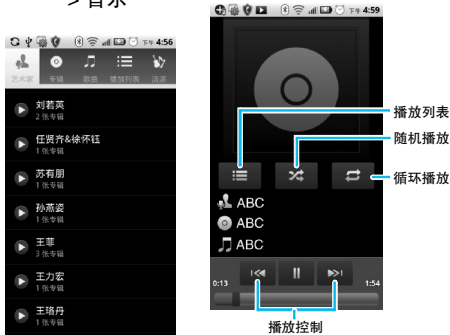 > 音乐
下午 4:56
艺术家 专辑 歌曲 播放列表
刘若英
2 张专辑
任贤齐&徐怀钰
1 张专辑
苏有朋
1 张专辑
孙燕姿
1 张专辑
王菲
3 张专辑
王力宏
1 张专辑
王珞丹
1 张专辑
下午 4:59
播放列表
随机播放
循环播放
ABC
ABC
ABC
0:13
1:54
播放控制